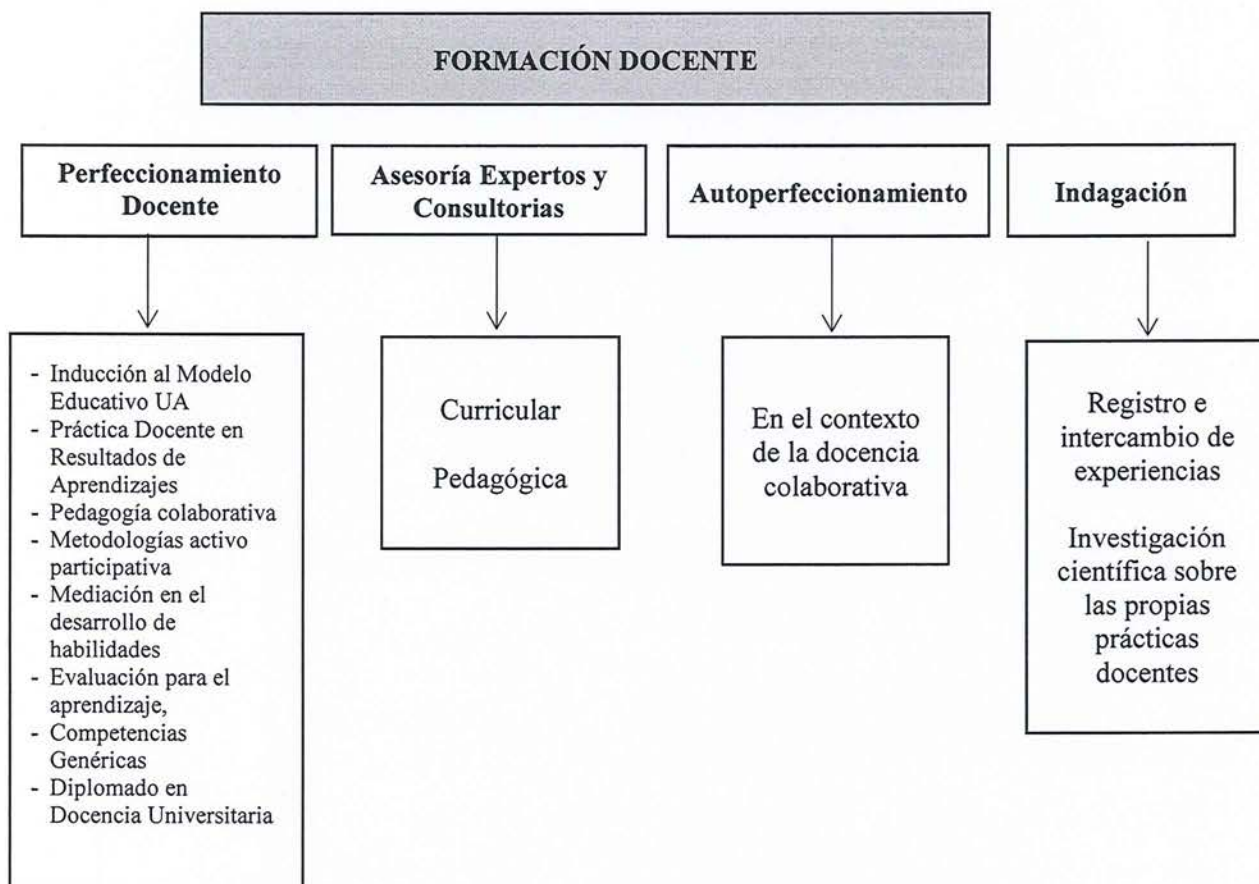 FORMACIÓN DOCENTE
Perfeccionamiento
Docente
Asesoría Expertos y
Consultorias
Autoperfeccionamiento
Indagación
- Inducción al Modelo
Educativo UA
- Práctica Docente en
Resultados de
Aprendizajes
- Pedagogía colaborativa
- Metodologías activo
participativa
- Mediación en el
desarrollo de
habilidades
- Evaluación para el
aprendizaje,
- Competencias
Genéricas
- Diplomado en
Docencia Universitaria
Curricular
Pedagógica
En el contexto
de la docencia
colaborativa
Registro e
intercambio de
experiencias
Investigación
científica sobre
las propias
prácticas
docentes